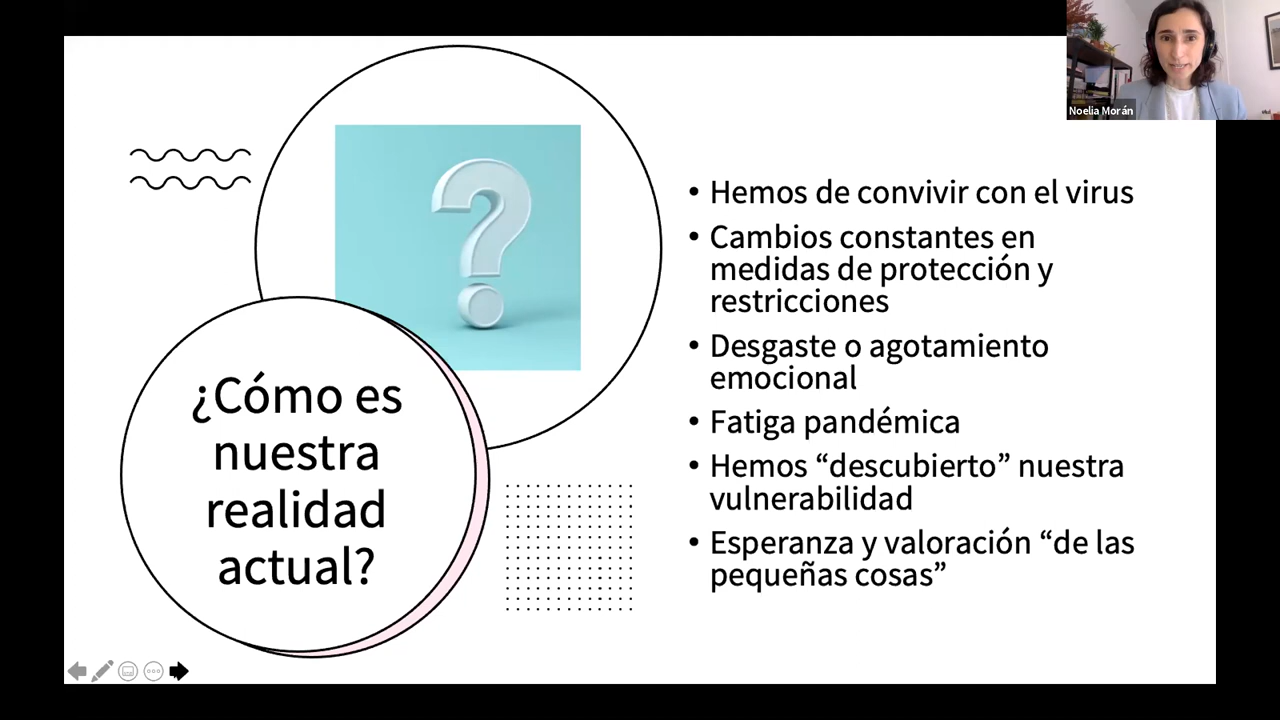 Noelia Morán
¿Cómo es
nuestra
realidad
actual?
• Hemos de convivir con el virus
• Cambios constantes en
medidas de protección y
restricciones
• Desgaste o agotamiento
emocional
• Fatiga pandémica
• Hemos “descubierto” nuestra
vulnerabilidad
• Esperanza y valoración “de las
pequeñas cosas”